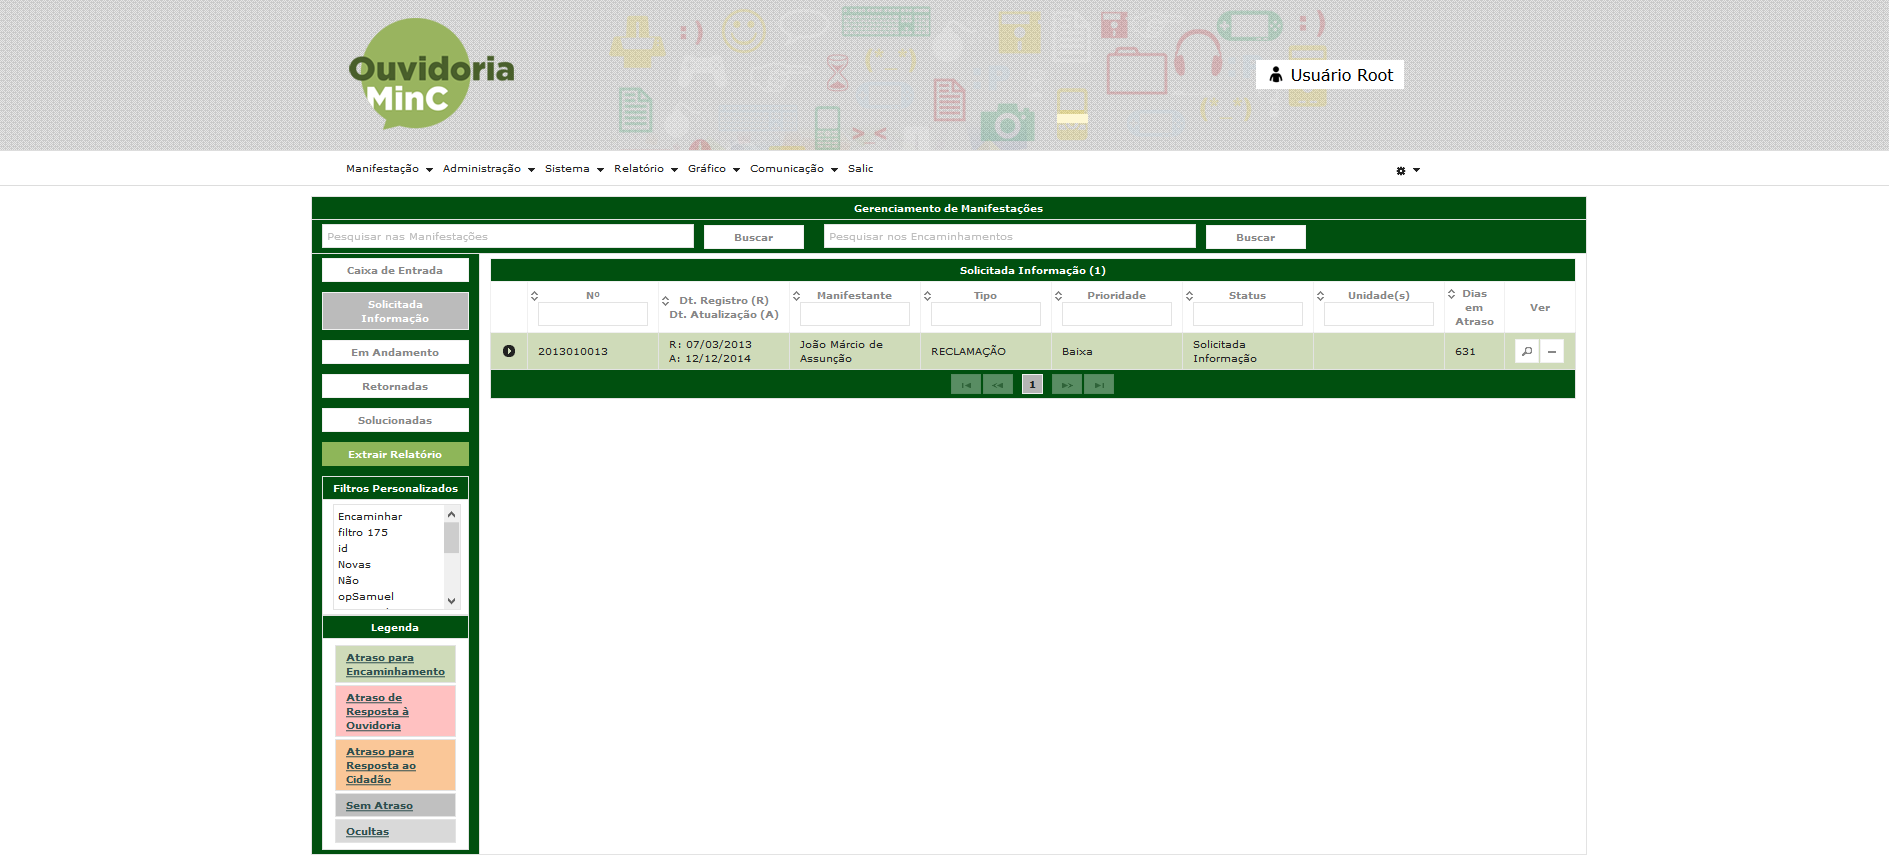 Ouvidoria
MinC
Usuário Root
Manifestação Administração Sistema Relatório Gráfico Comunicação Salic
Gerenciamento de Manifestações
Pesquisar nas Manifestações Buscar Pesquisar nos Encaminhamentos Buscar
Caixa de Entrada
Solicitada
Informação
Em Andamento
Retornadas
Solucionadas
Extrair Relatório
Filtros Personalizados
Encaminhar
filtro 175
id
Novas
Não
opSamuel
Legenda
Atraso para
Encaminhamento
Atraso de
Resposta à
Ouvidoria
Atraso para
Resposta ao
Cidadão
Sem Atraso
Ocultas
Solicitada Informação (1)
Nº
Dt. Registro (R)
Dt. Atualização (A)
Manifestante
Tipo
Prioridade
Status
Unidade(s)
Dias
em
Atraso
Ver
2013010013
R: 07/03/2013
A: 12/12/2014
João Márcio de
Assunção
RECLAMAÇÃO
Baixa
Solicitada
Informação
631
1